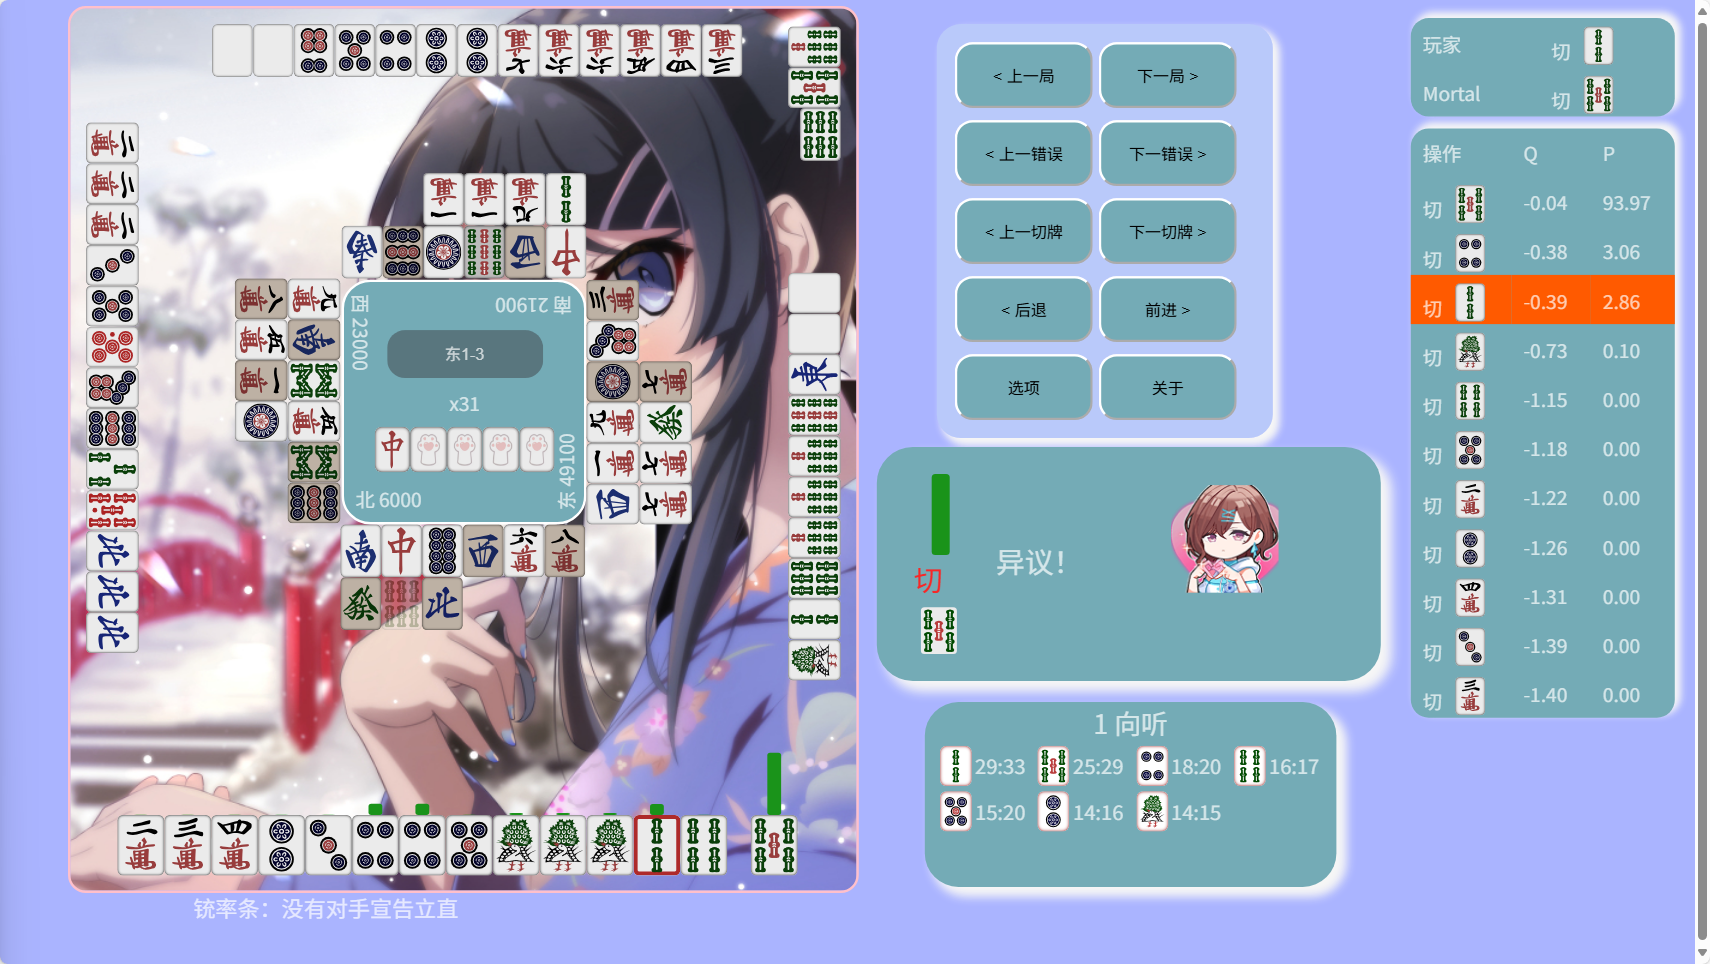 西 23000
南 21900
东1-3
x31
北 6000
东 49100
铳率条：没有对手宣告立直
< 上一局
下一局 >
< 上一错误
下一错误 >
< 上一切牌
下一切牌 >
< 后退
前进 >
选项
关于
切
异议！
1 向听
29:33 25:29 18:20 16:17
15:20 14:16 14:15
玩家 切
Mortal 切
操作 Q P
切 -0.04 93.97
切 -0.38 3.06
切 -0.39 2.86
切 -0.73 0.10
切 -1.15 0.00
切 -1.18 0.00
切 -1.22 0.00
切 -1.26 0.00
切 -1.31 0.00
切 -1.39 0.00
切 -1.40 0.00